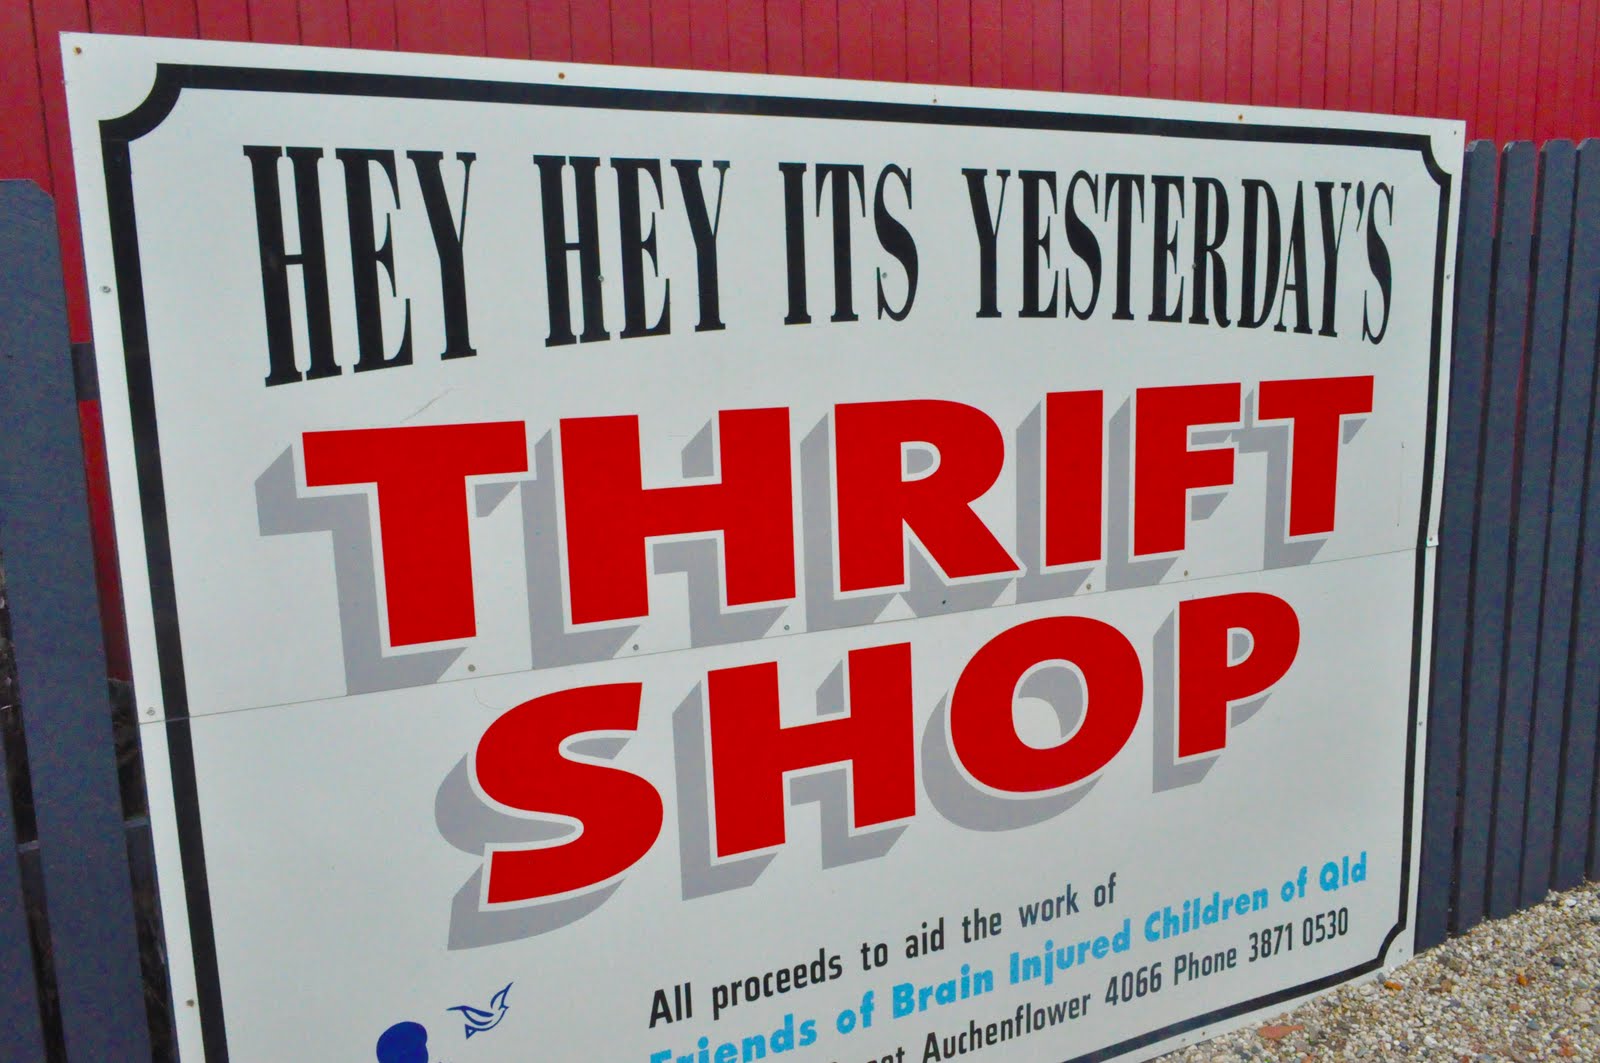 HEY HEY ITS YESTERDAY'S
THRIFT
SHOP
All proceeds to aid the work of
Friends of Brain Injured Children of Qld
Auchenflower 4066 Phone 3871 0530